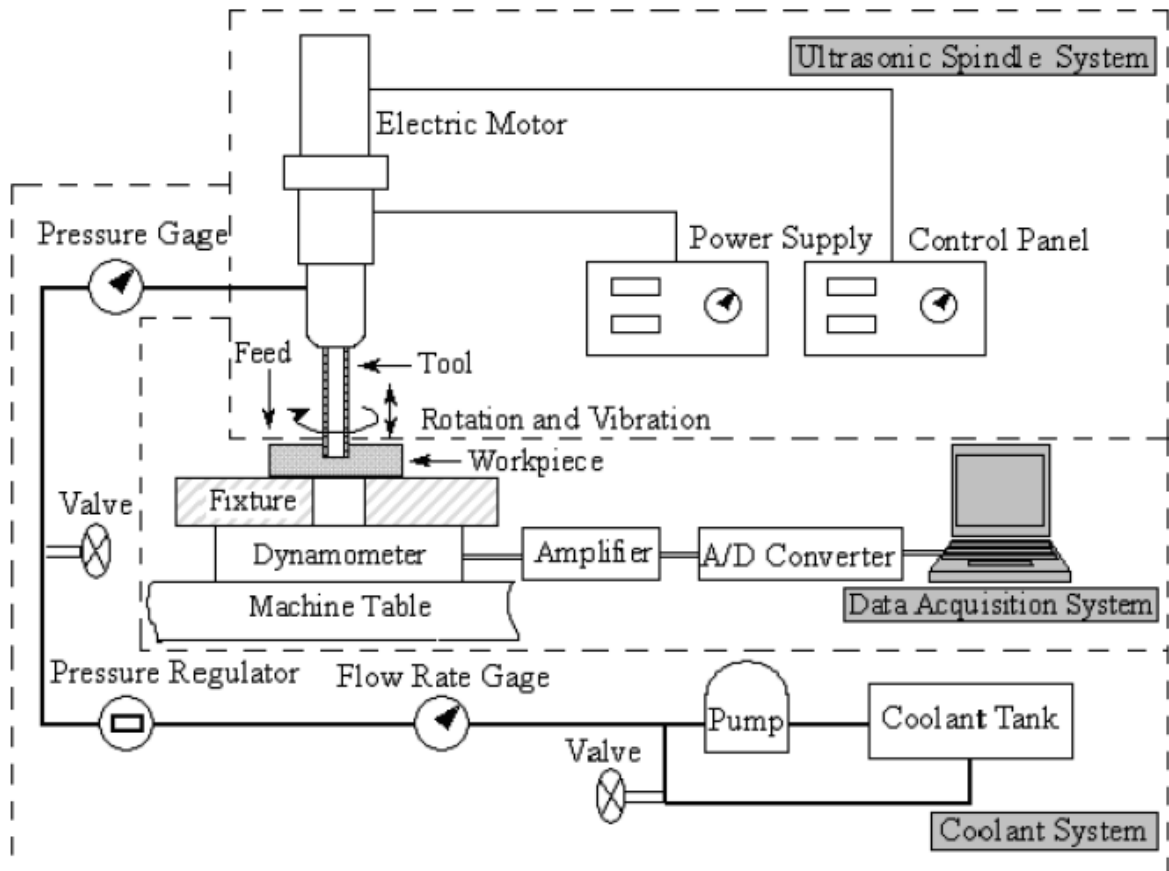 Ultrasonic Spindle System
Electric Motor
Pressure Gage
Power Supply
Control Panel
Feed
Tool
Rotation and Vibration
Workpiece
Valve
Fixture
Dynamometer
Amplifier
A/D Converter
Machine Table
Data Acquisition System
Pressure Regulator
Flow Rate Gage
Pump
Coolant Tank
Valve
Coolant System